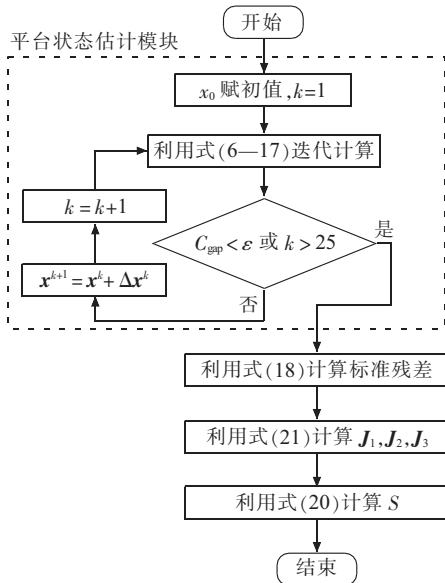 开始
平台状态估计模块
x₀ 赋初值,k=1
利用式(6—17)迭代计算
k=k+1
C_gap<ε 或 k>25
是
x^{k+1}=x^k+Δx^k
否
利用式(18)计算标准残差
利用式(21)计算 J₁,J₂,J₃
利用式(20)计算 S
结束